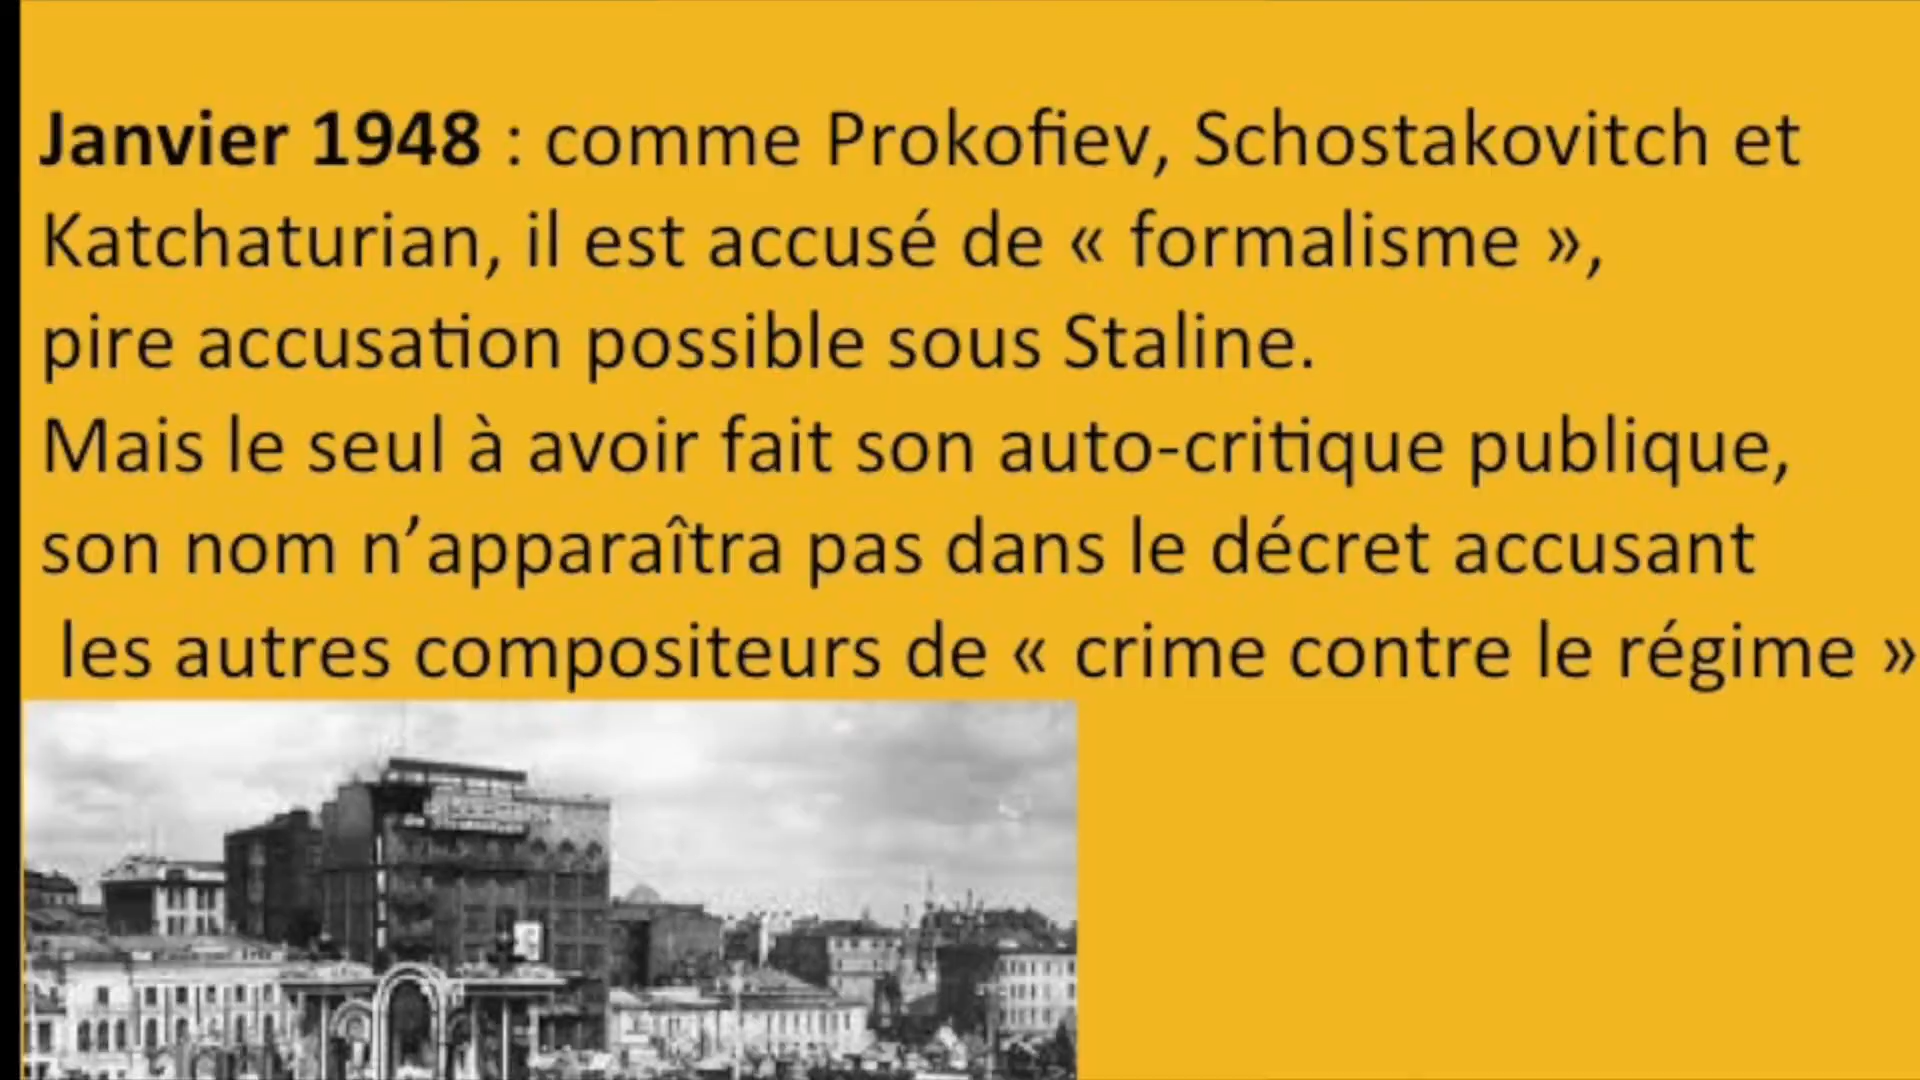 Janvier 1948 : comme Prokofiev, Schostakovitch et
Katchaturian, il est accusé de « formalisme »,
pire accusation possible sous Staline.
Mais le seul à avoir fait son auto-critique publique,
son nom n’apparaîtra pas dans le décret accusant
les autres compositeurs de « crime contre le régime »